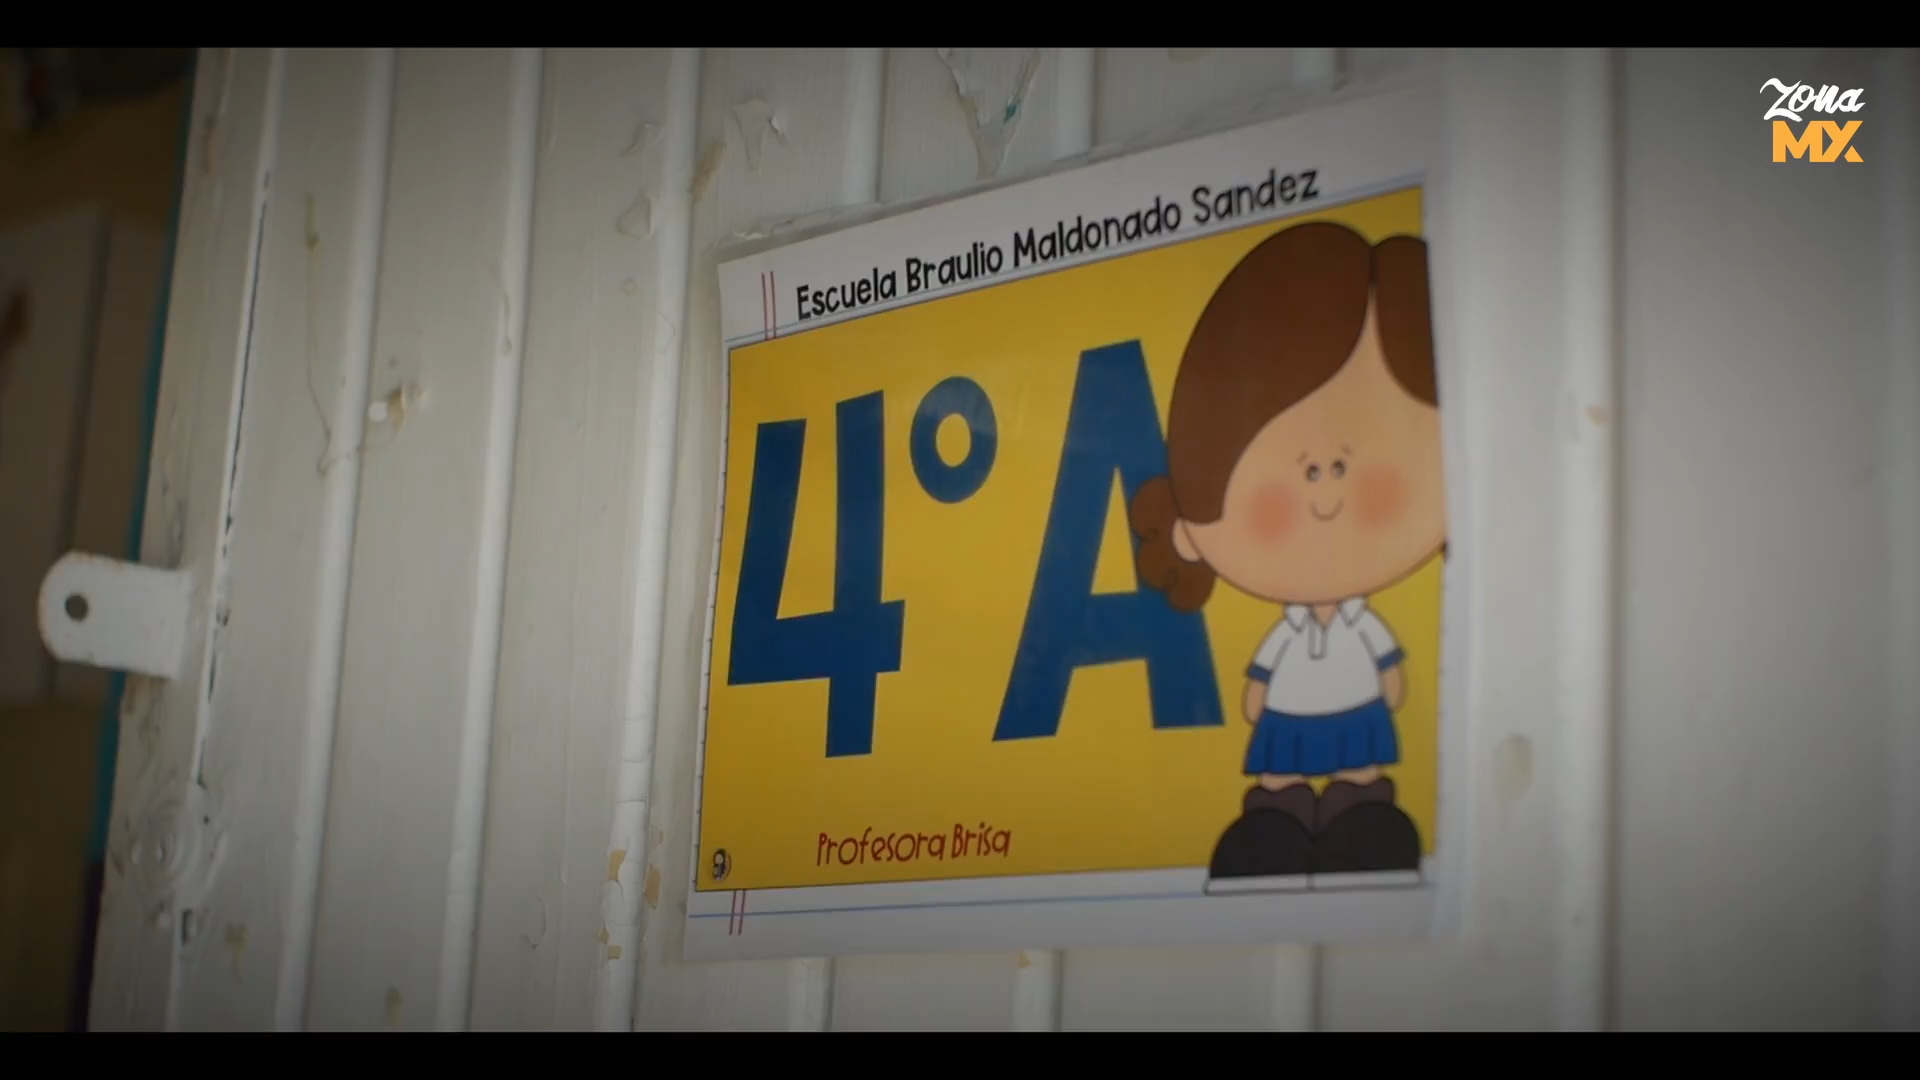 Zona
MX
Escuela Braulio Maldonado Sandez
4° A
Profesora Brisa